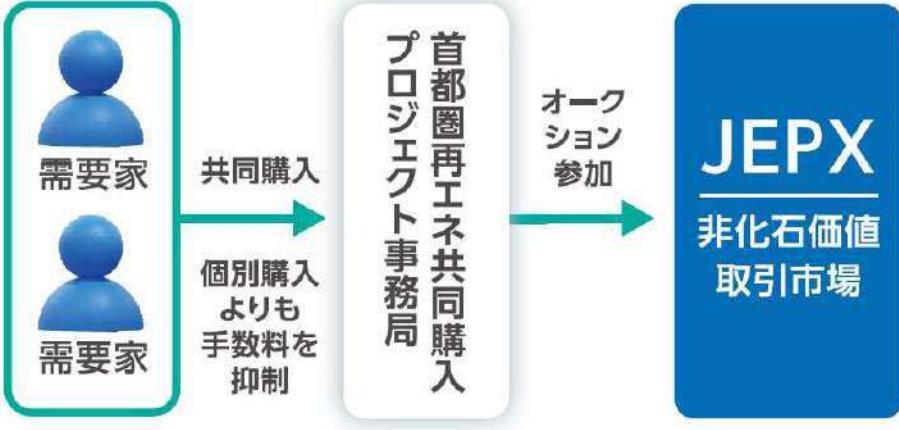 需要家
需要家
共同購入
個別購入
よりも
手数料を
抑制
首都圏再エネ共同購入
プロジェクト事務局
オーク
ション
参加
JEPX
非化石価値
取引市場